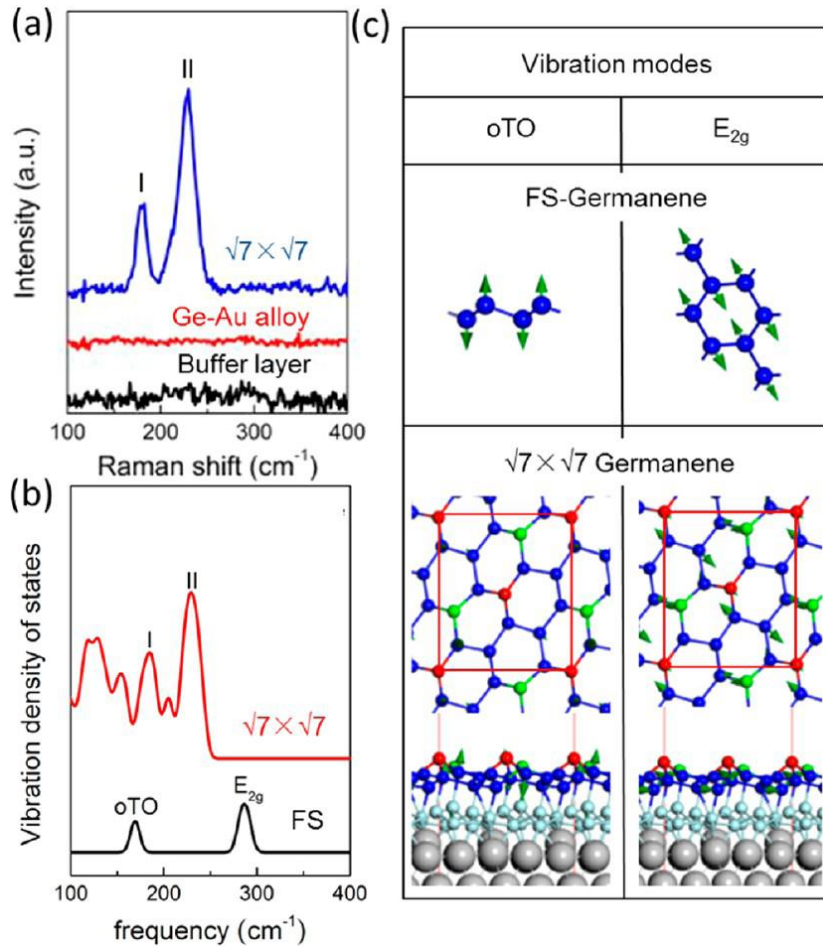 (a)
II
I
√7×√7
Ge-Au alloy
Buffer layer
Intensity (a.u.)
100 200 300 400
Raman shift (cm⁻¹)
(b)
II
I
√7×√7
oTO
E₂g
FS
Vibration density of states
100 200 300 400
frequency (cm⁻¹)
(c)
Vibration modes
oTO E₂g
FS-Germanene
√7×√7 Germanene